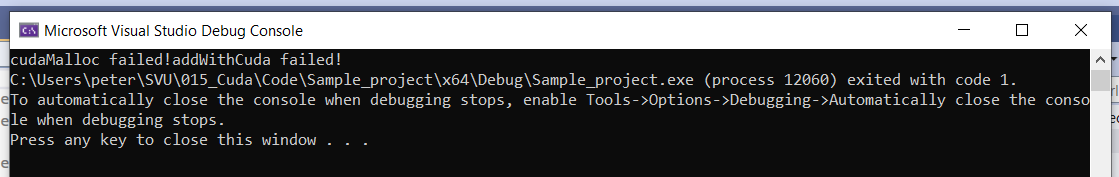 Microsoft Visual Studio Debug Console
cudaMalloc failed!addWithCuda failed!
C:\Users\peter\SVU\015_Cuda\Code\Sample_project\x64\Debug\Sample_project.exe (process 12060) exited with code 1.
To automatically close the console when debugging stops, enable Tools->Options->Debugging->Automatically close the conso
le when debugging stops.
Press any key to close this window . . .